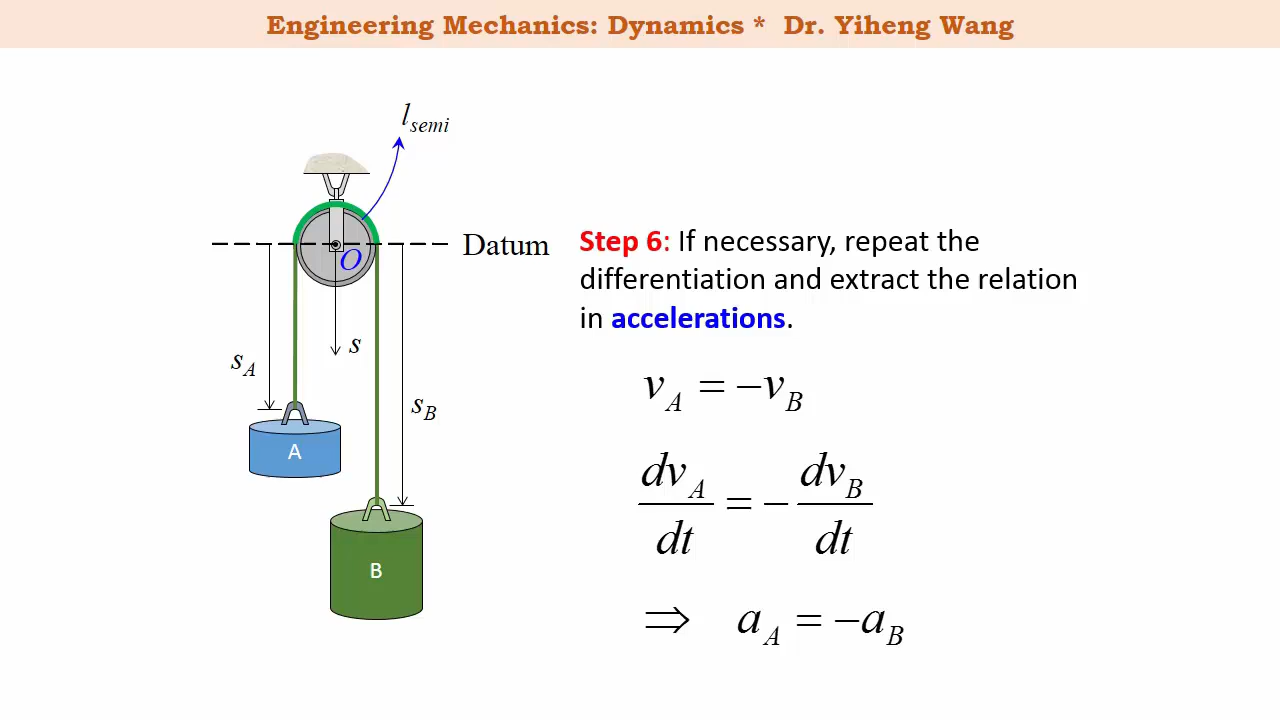 Engineering Mechanics: Dynamics * Dr. Yiheng Wang
l_semi
Datum
O
s
s_A
s_B
A
B
Step 6: If necessary, repeat the
differentiation and extract the relation
in accelerations.
v_A = −v_B
dv_A/dt = − dv_B/dt
⇒ a_A = −a_B